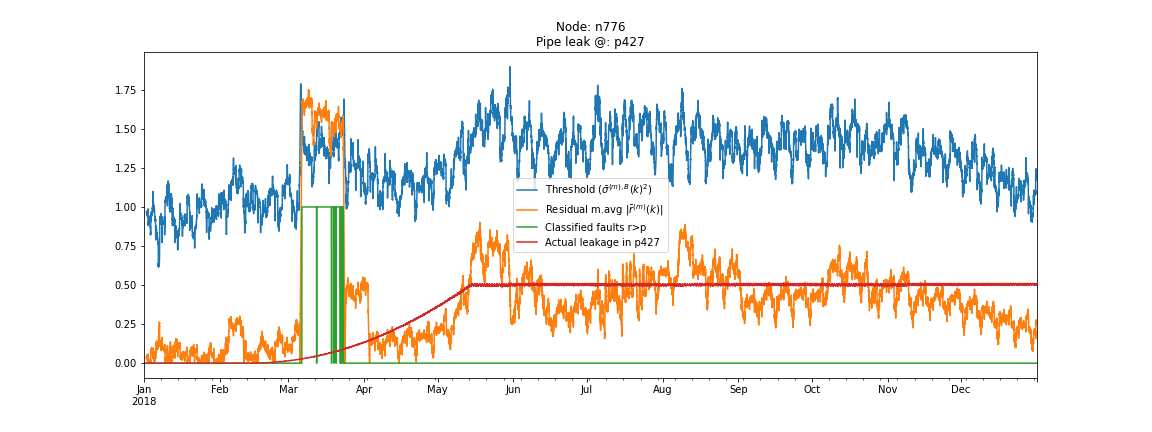 Node: n776
Pipe leak @: p427
1.75
1.50
1.25
1.00
0.75
0.50
0.25
0.00
Threshold (σ̄⁽ᵐ⁾,ᴮ(k)²)
Residual m.avg |r̄⁽ᵐ⁾(k)|
Classified faults r>p
Actual leakage in p427
Jan Feb Mar Apr May Jun Jul Aug Sep Oct Nov Dec
2018